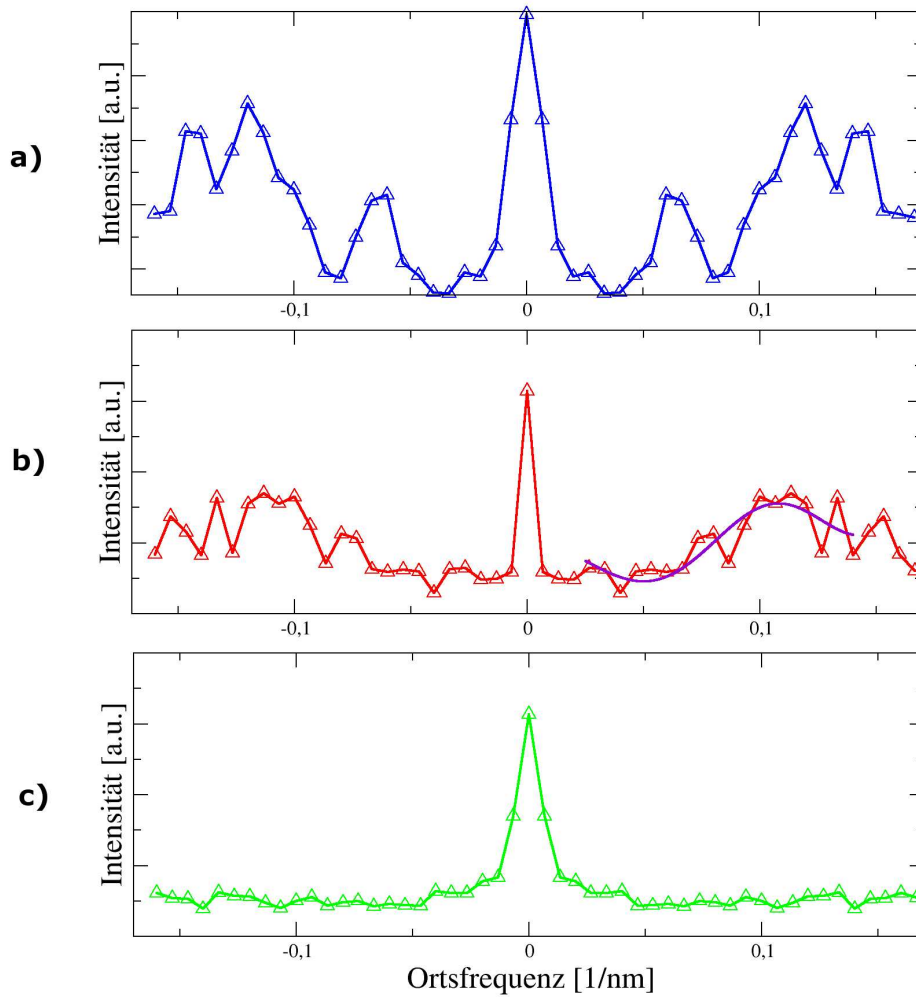 a)
Intensität [a.u.]
-0,1
0
0,1
b)
Intensität [a.u.]
-0,1
0
0,1
c)
Intensität [a.u.]
-0,1
0
0,1
Ortsfrequenz [1/nm]